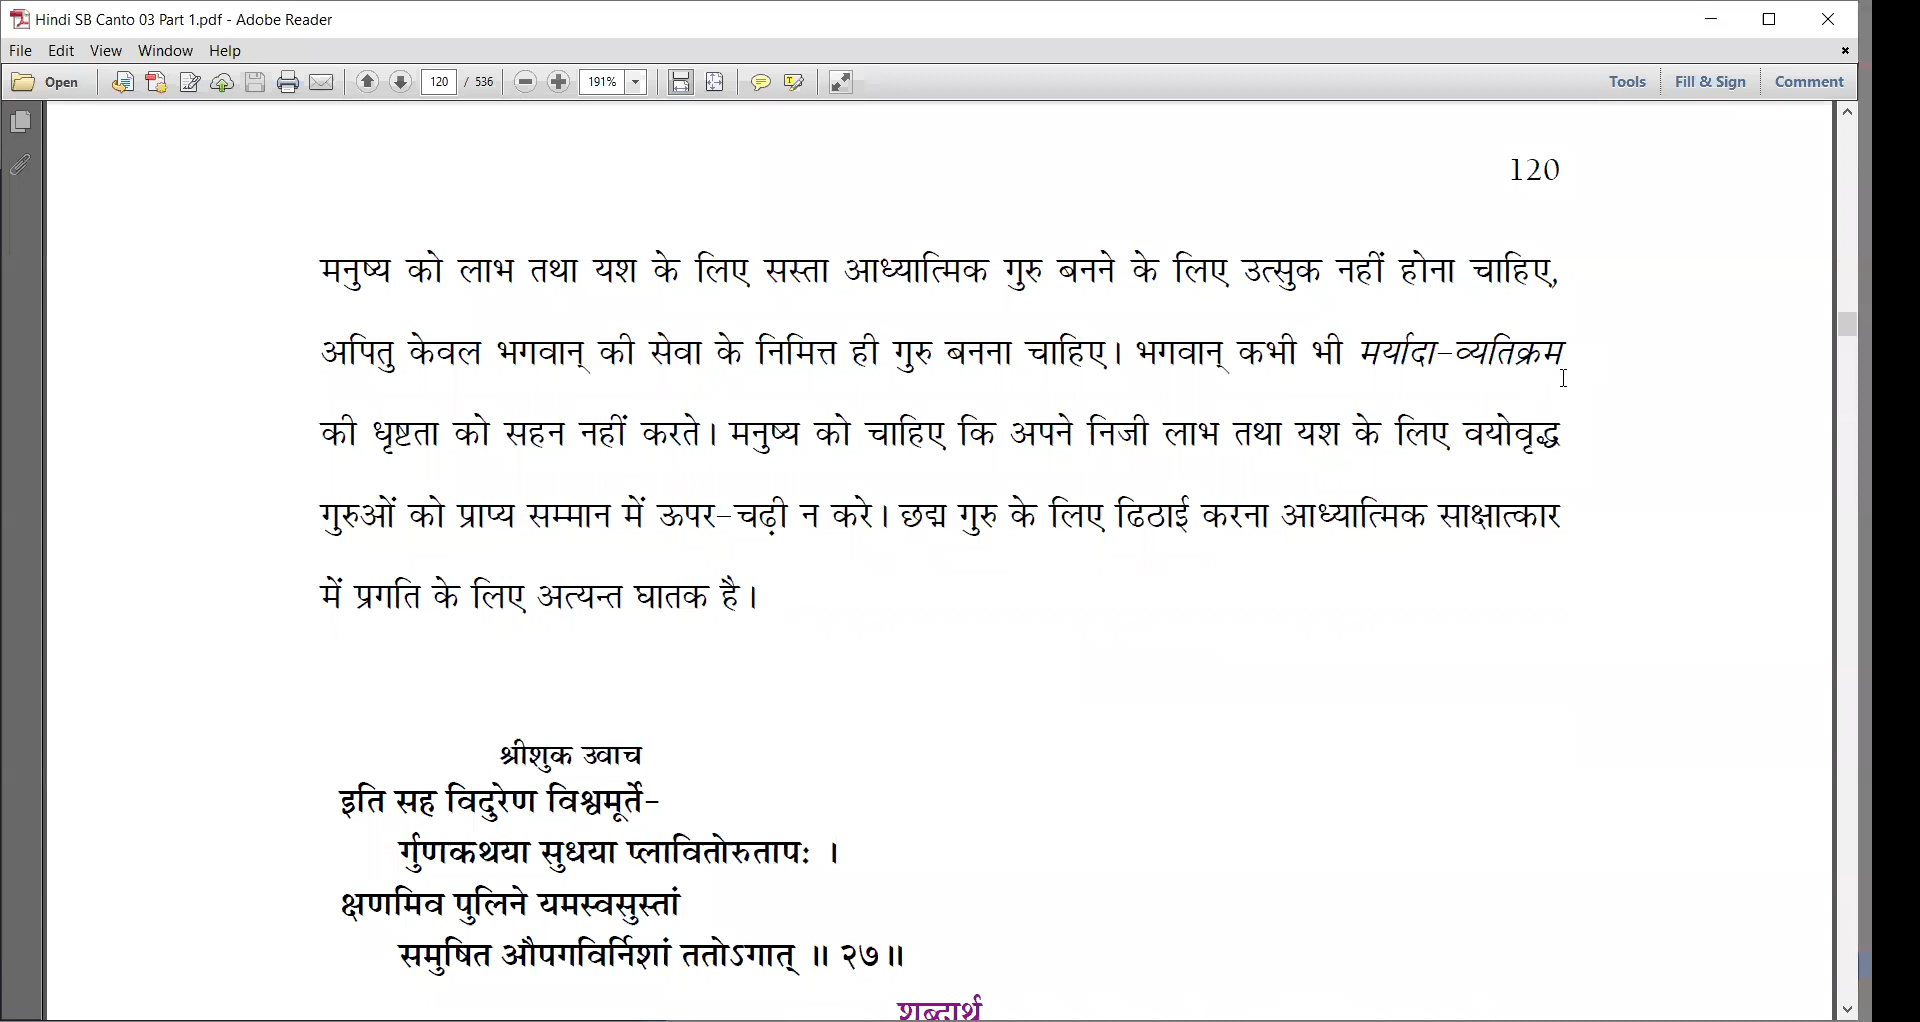 Hindi SB Canto 03 Part 1.pdf - Adobe Reader
File Edit View Window Help
Open 120 / 536 191% Tools Fill & Sign Comment
120
मनुष्य को लाभ तथा यश के लिए सस्ता आध्यात्मिक गुरु बनने के लिए उत्सुक नहीं होना चाहिए,
अपितु केवल भगवान् की सेवा के निमित्त ही गुरु बनना चाहिए। भगवान् कभी भी मर्यादा-व्यतिक्रम
की धृष्टता को सहन नहीं करते। मनुष्य को चाहिए कि अपने निजी लाभ तथा यश के लिए वयोवृद्ध
गुरुओं को प्राप्य सम्मान में ऊपर-चढ़ी न करे। छद्म गुरु के लिए ढिठाई करना आध्यात्मिक साक्षात्कार
में प्रगति के लिए अत्यन्त घातक है।
श्रीशुक उवाच
इति सह विदुरेण विश्वमूर्ते-
र्गुणकथया सुधया प्लावितोरुतापः ।
क्षणमिव पुलिने यमस्वसुस्तां
समुषित औपगविर्निशां ततोऽगात् ॥ २७॥
शब्दार्थ